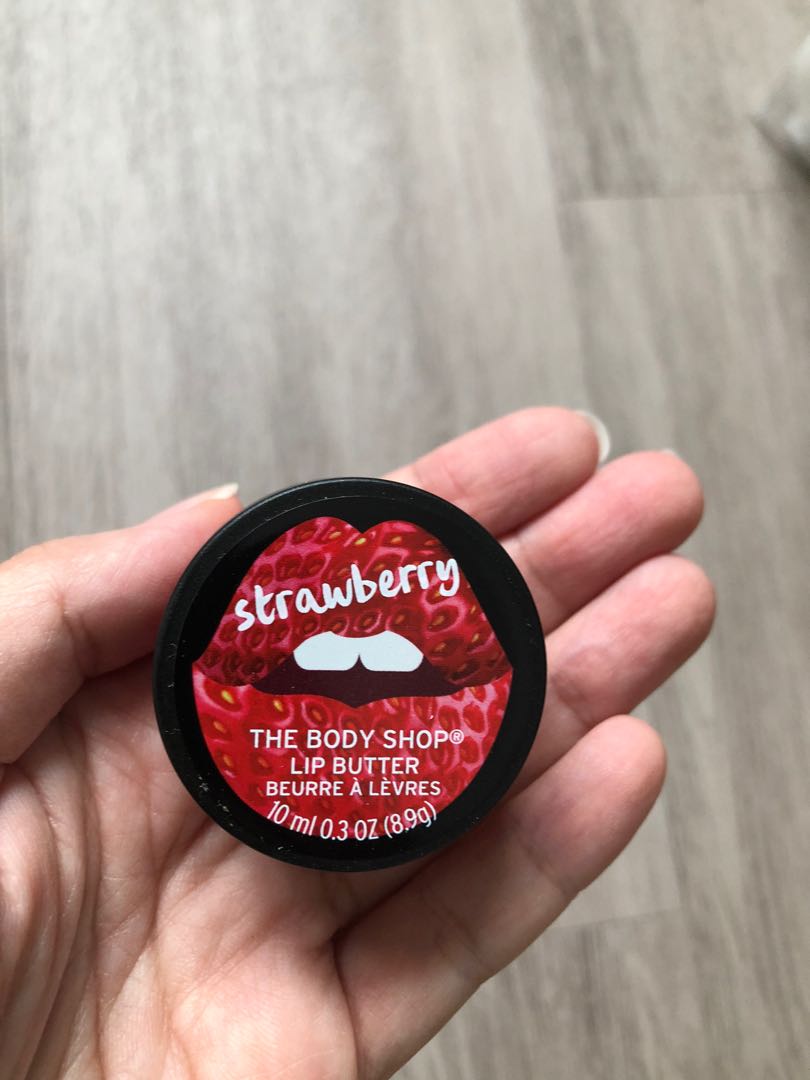 strawberry
THE BODY SHOP®
LIP BUTTER
BEURRE À LÈVRES
10 ml 0.3 OZ (8.9g)